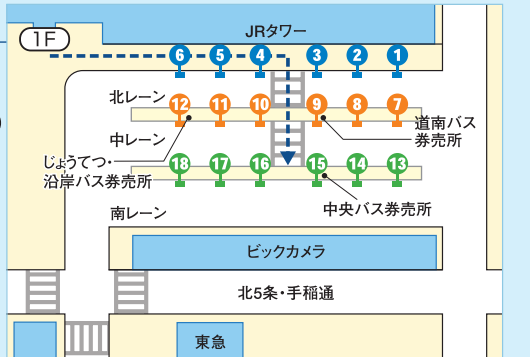 JRタワー
1F
6 5 4 3 2 1
北レーン
12 11 10 9 8 7
道南バス
券売所
中レーン
じょうてつ・
沿岸バス券売所
18 17 16 15 14 13
中央バス券売所
南レーン
ビックカメラ
北5条・手稲通
東急